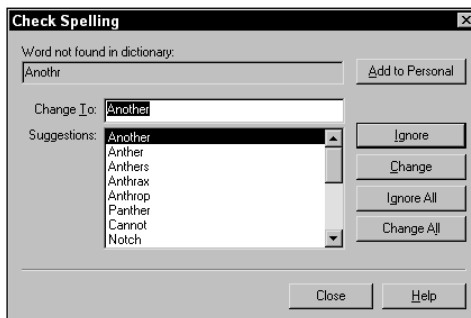 Check Spelling
Word not found in dictionary:
Anothr
Add to Personal
Change To: Another
Suggestions: Another
Anther
Anthers
Anthrax
Anthrop
Panther
Cannot
Notch
Ignore
Change
Ignore All
Change All
Close Help